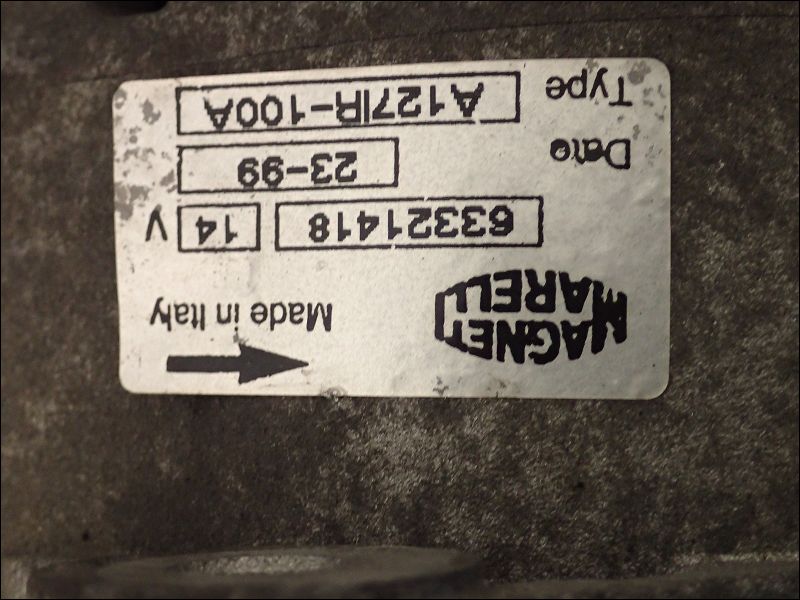 MAGNETI
MARELLI
Made in Italy
63321418 14 V
Date 23-99
Type A127IR-100A